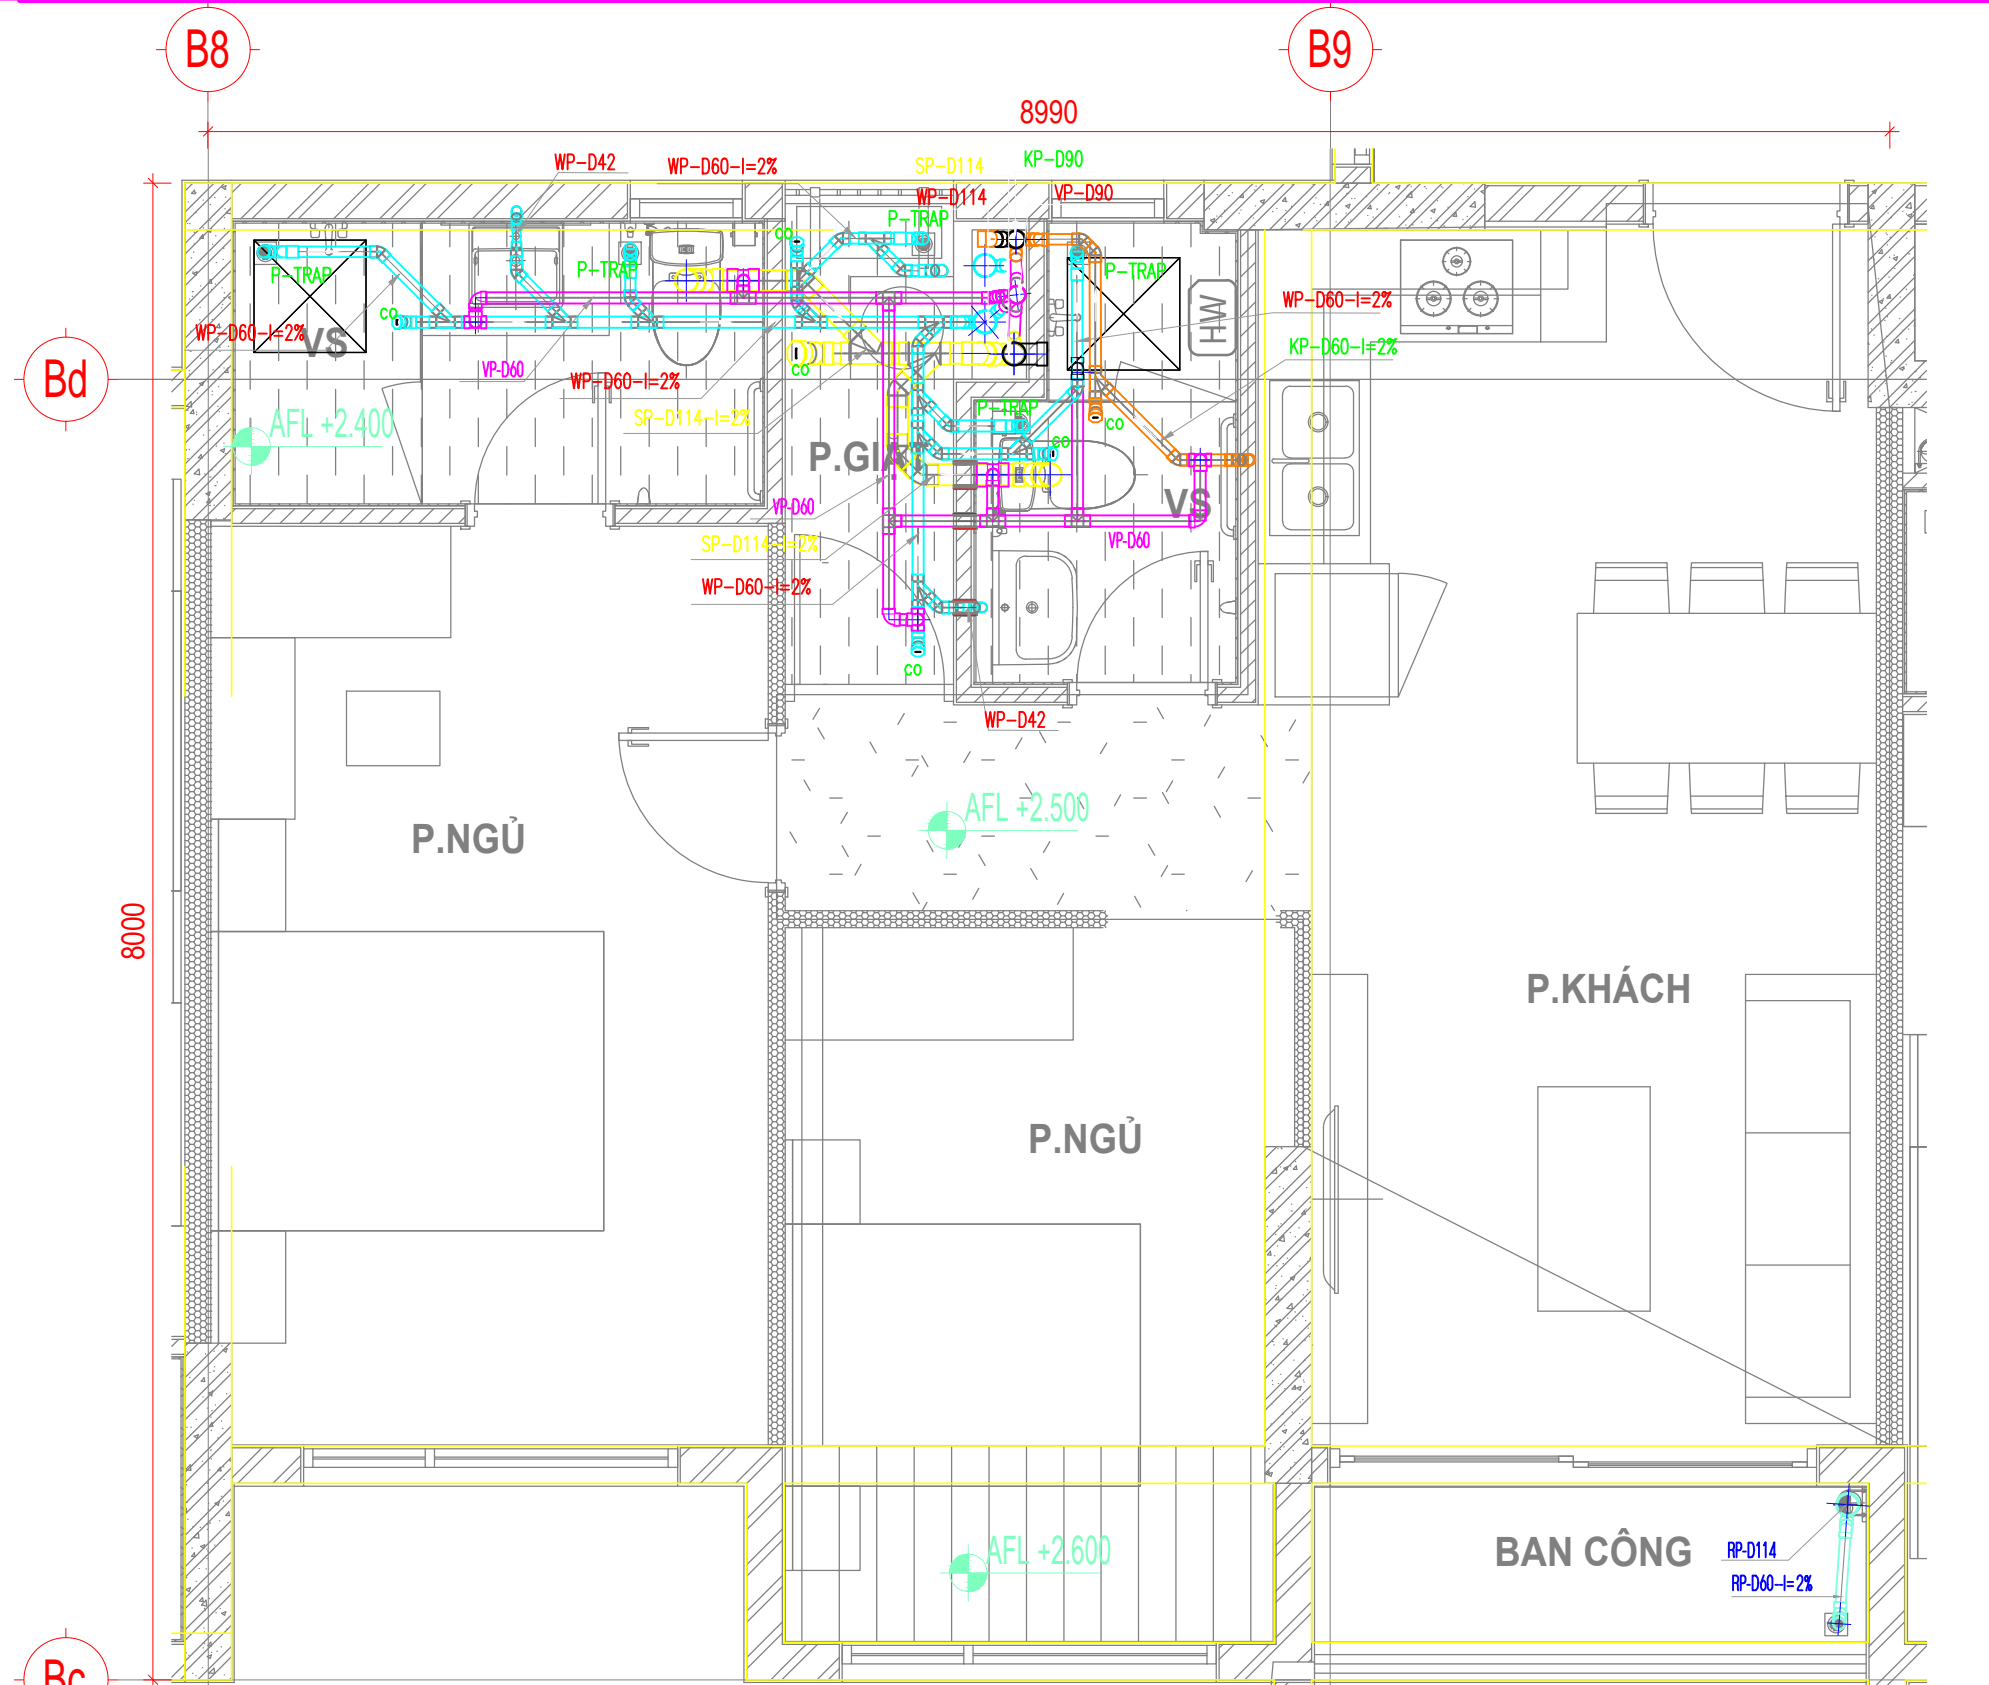 B8
B9
8990
WP-D42
WP-D60-I=2%
SP-D114
KP-D90
WP-D114
VP-D90
P-TRAP
CO
P-TRAP
P-TRAP
P-TRAP
HW
WP-D60-I=2%
CO
WP-D60-I=2%
VS
KP-D60-I=2%
Bd
VP-D60
WP-D60-I=2%
CO
SP-D114-I=2%
P-TRAP
AFL +2.400
CO
CO
P.GIẶT
VP-D60
VS
SP-D114-I=2%
VP-D60
WP-D60-I=2%
CO
WP-D42
AFL +2.500
P.NGỦ
8000
P.KHÁCH
P.NGỦ
AFL +2.600
BAN CÔNG
RP-D114
RP-D60-I=2%
Bc